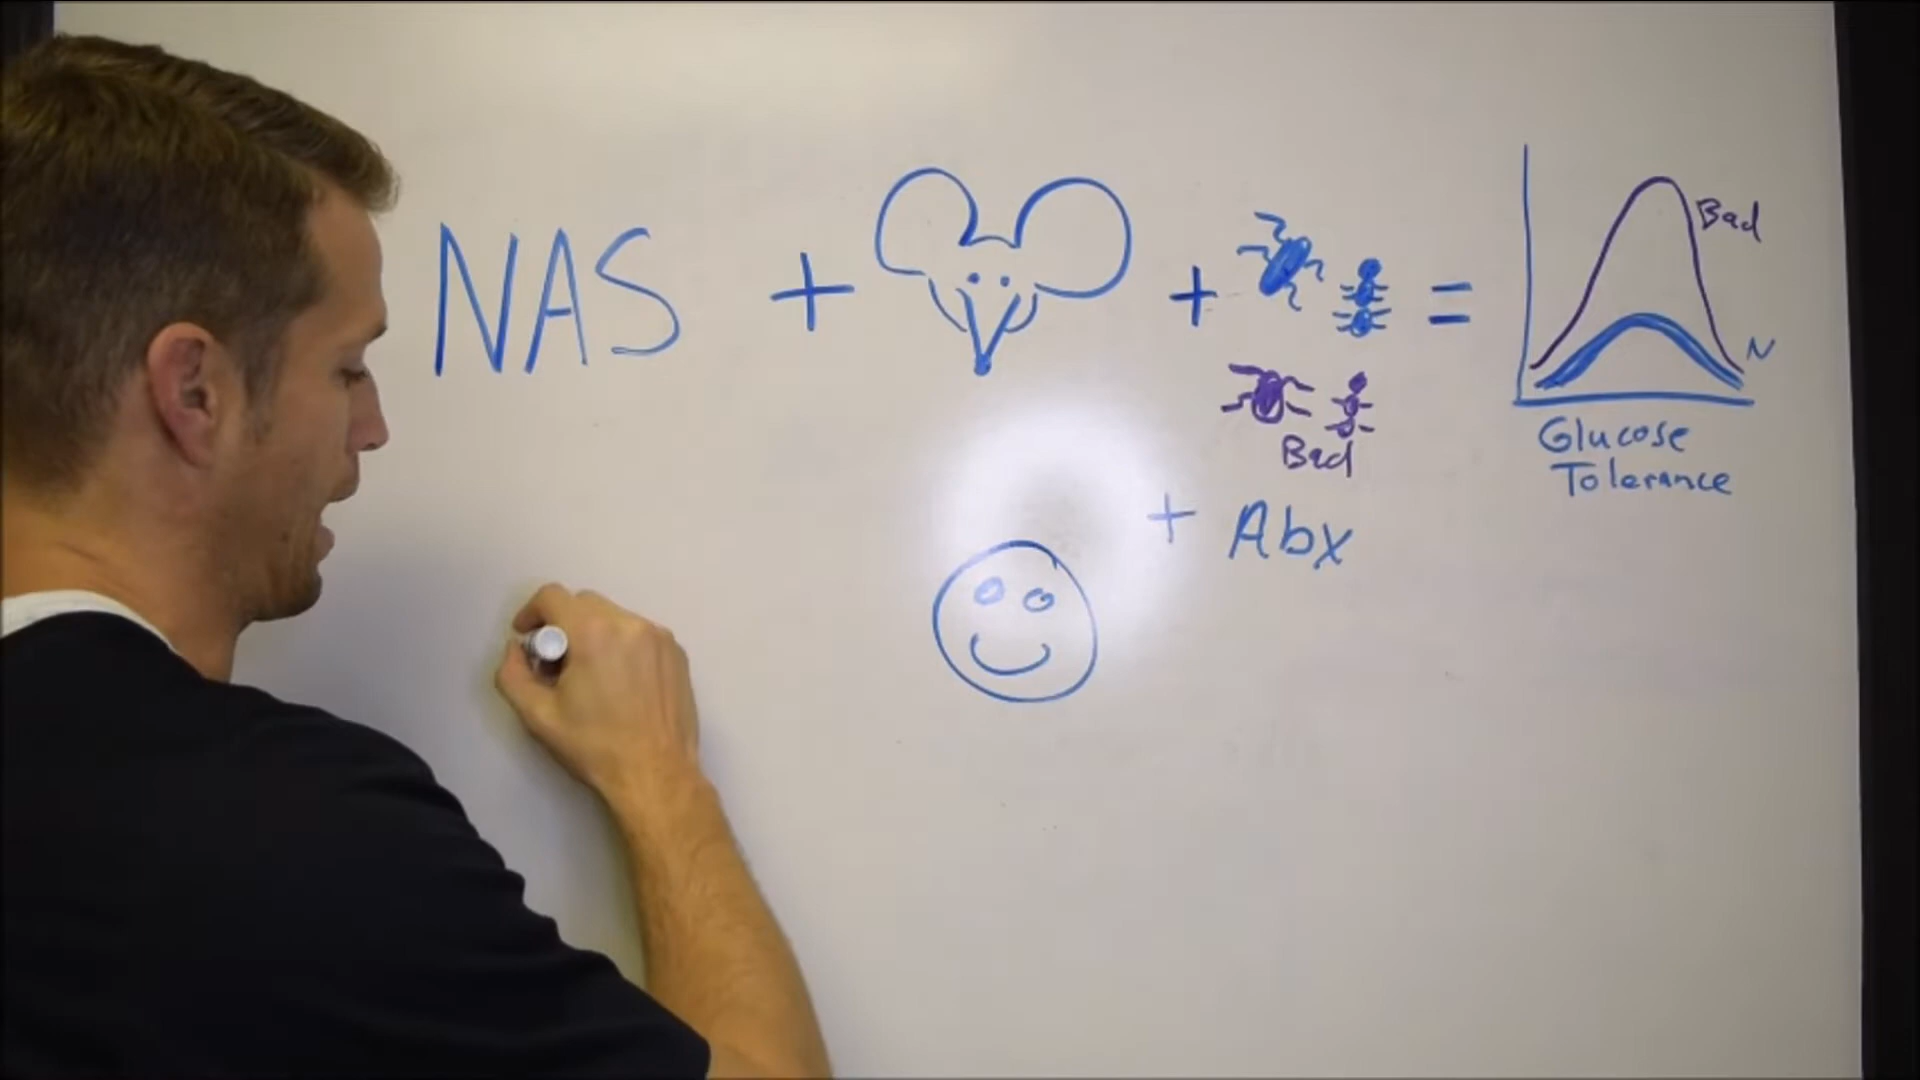 NAS + + =
Bad
N
Bad
Glucose
Tolerance
+ Abx